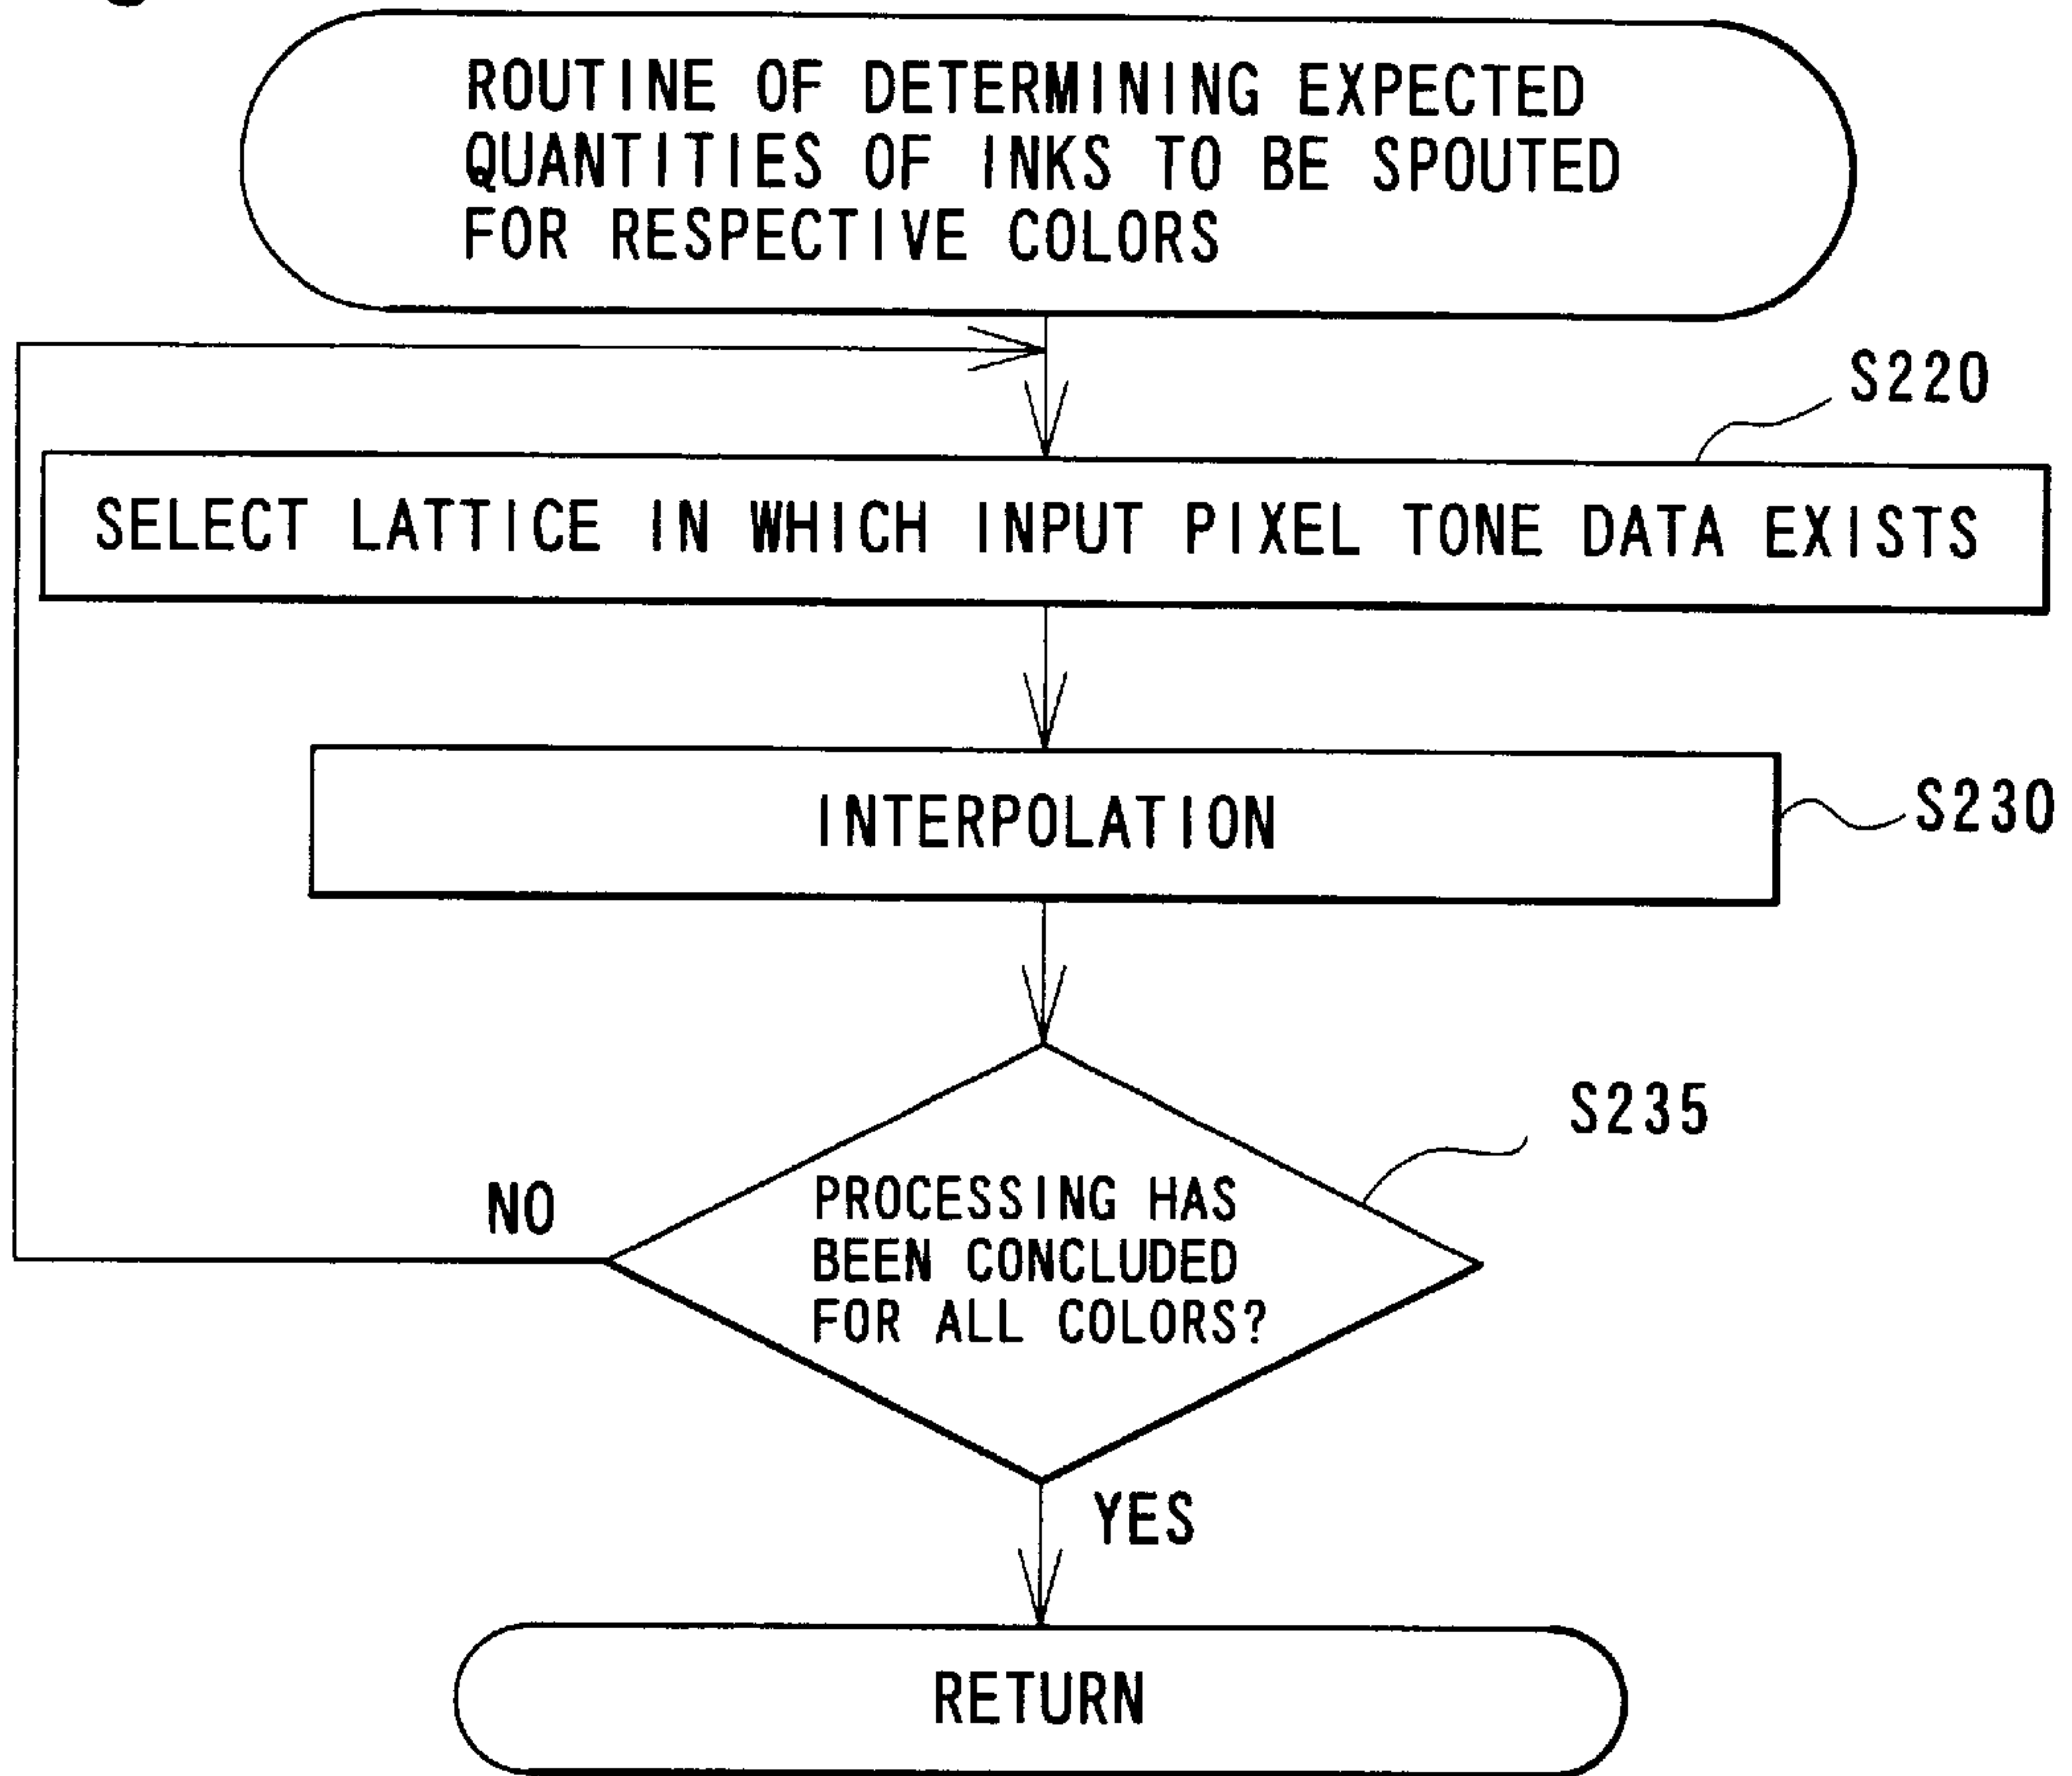 ROUTINE OF DETERMINING EXPECTED
QUANTITIES OF INKS TO BE SPOUTED
FOR RESPECTIVE COLORS
S220
SELECT LATTICE IN WHICH INPUT PIXEL TONE DATA EXISTS
INTERPOLATION
S230
S235
NO
PROCESSING HAS
BEEN CONCLUDED
FOR ALL COLORS?
YES
RETURN